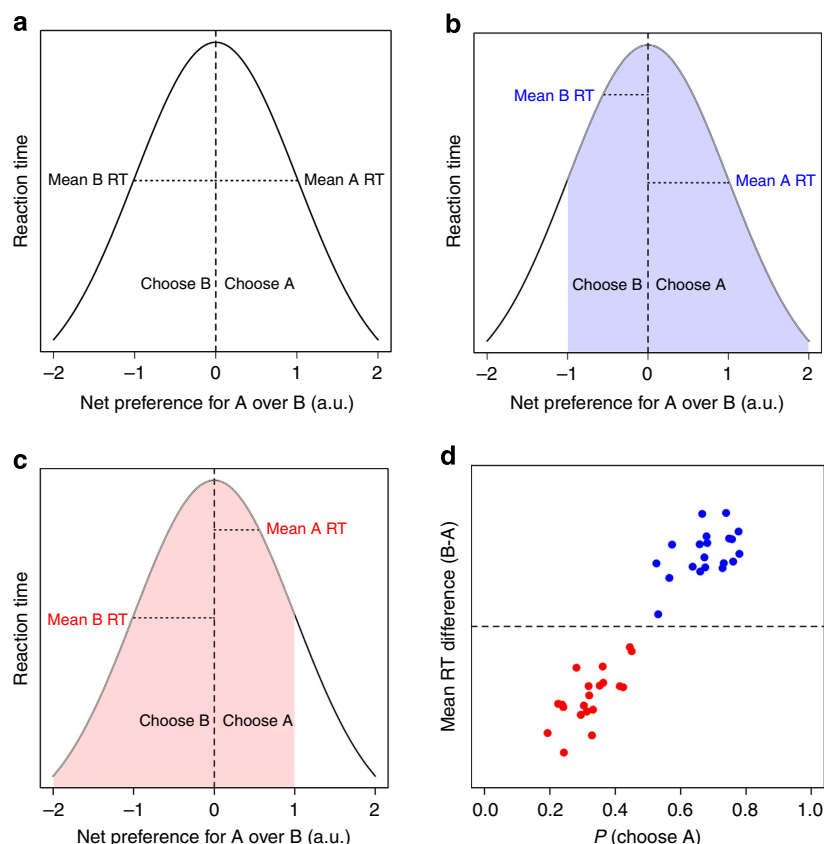 a
Reaction time
Mean B RT
Mean A RT
Choose B
Choose A
−2
−1
0
1
2
Net preference for A over B (a.u.)
b
Reaction time
Mean B RT
Mean A RT
Choose B
Choose A
−2
−1
0
1
2
Net preference for A over B (a.u.)
c
Reaction time
Mean A RT
Mean B RT
Choose B
Choose A
−2
−1
0
1
2
Net preference for A over B (a.u.)
d
Mean RT difference (B-A)
0.0
0.2
0.4
0.6
0.8
1.0
P (choose A)